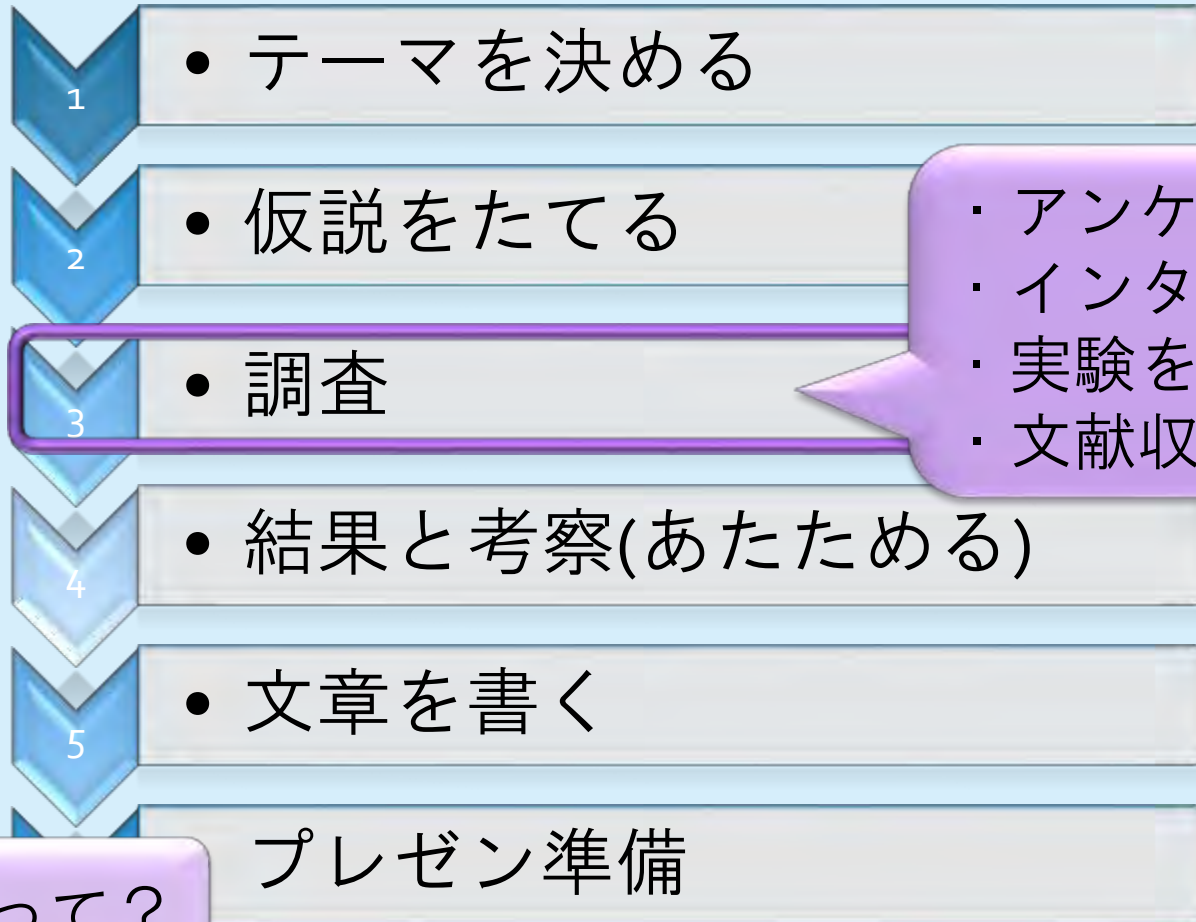 1
• テーマを決める
2
• 仮説をたてる
3
• 調査
・アンケ
・インタ
・実験を
・文献収
4
• 結果と考察(あたためる)
5
• 文章を書く
プレゼン準備
って？